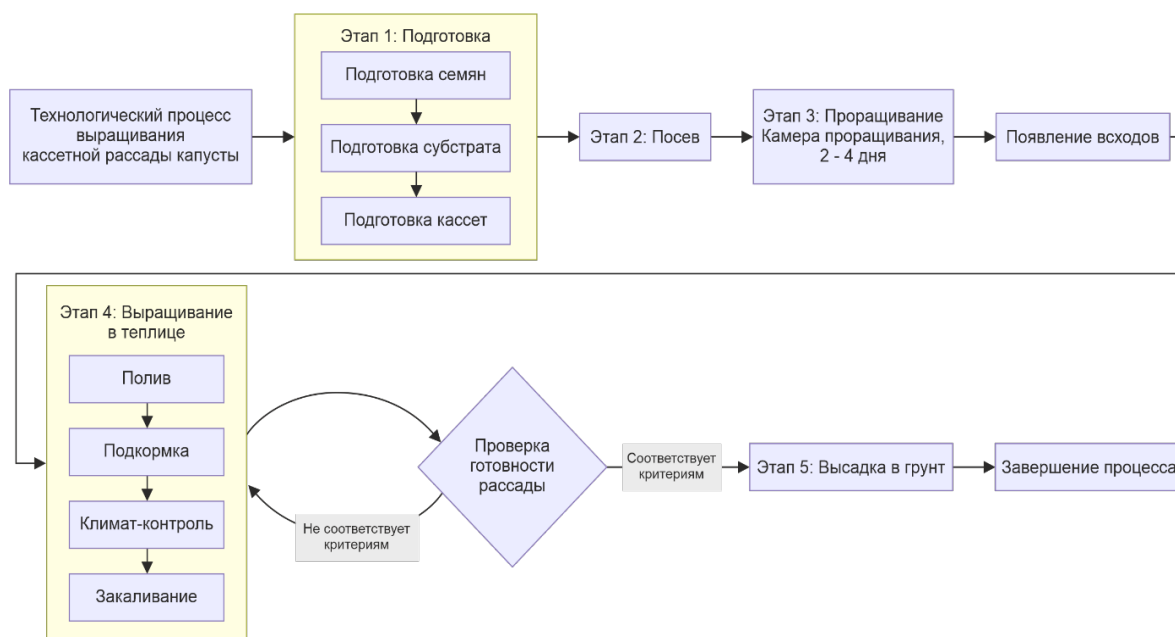 Этап 1: Подготовка
Подготовка семян
Технологический процесс
выращивания
кассетной рассады капусты
Подготовка субстрата
Подготовка кассет
Этап 2: Посев
Этап 3: Проращивание
Камера проращивания,
2 - 4 дня
Появление всходов
Этап 4: Выращивание
в теплице
Полив
Подкормка
Климат-контроль
Закаливание
Проверка
готовности
рассады
Не соответствует
критериям
Соответствует
критериям
Этап 5: Высадка в грунт
Завершение процесса